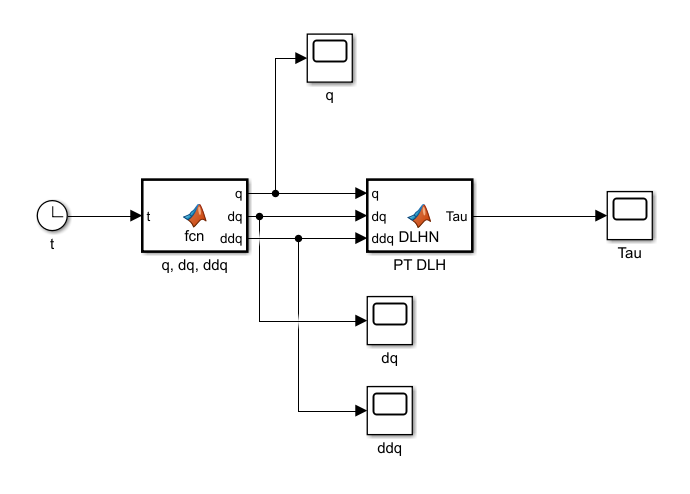 q
q
q
t
dq
dq
Tau
fcn
ddq
ddq
DLHN
t
q, dq, ddq
PT DLH
Tau
dq
ddq